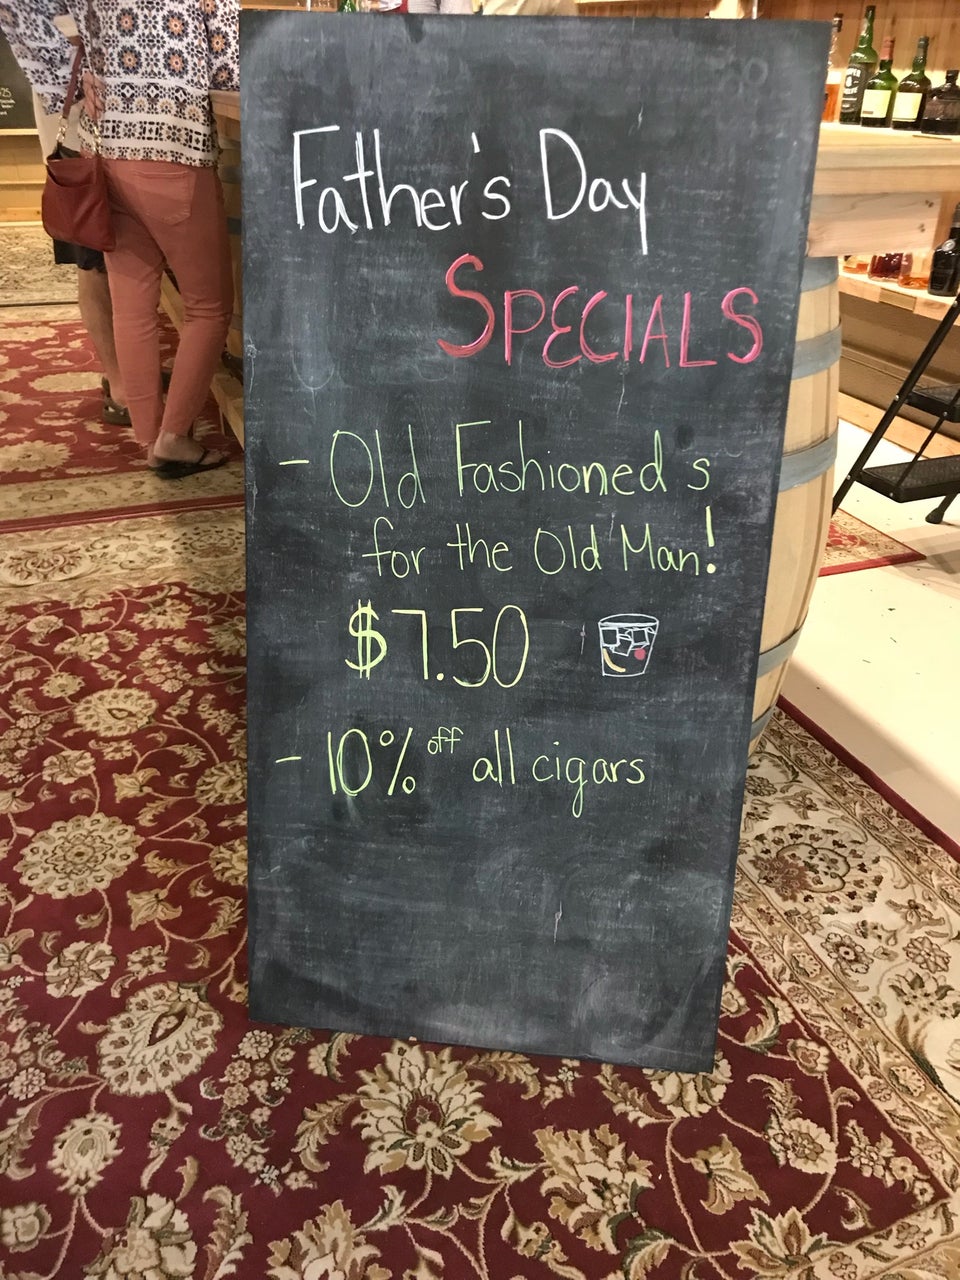 Father's Day
SPECIALS
- Old Fashioned s
for the Old Man!
$7.50
- 10% off all cigars